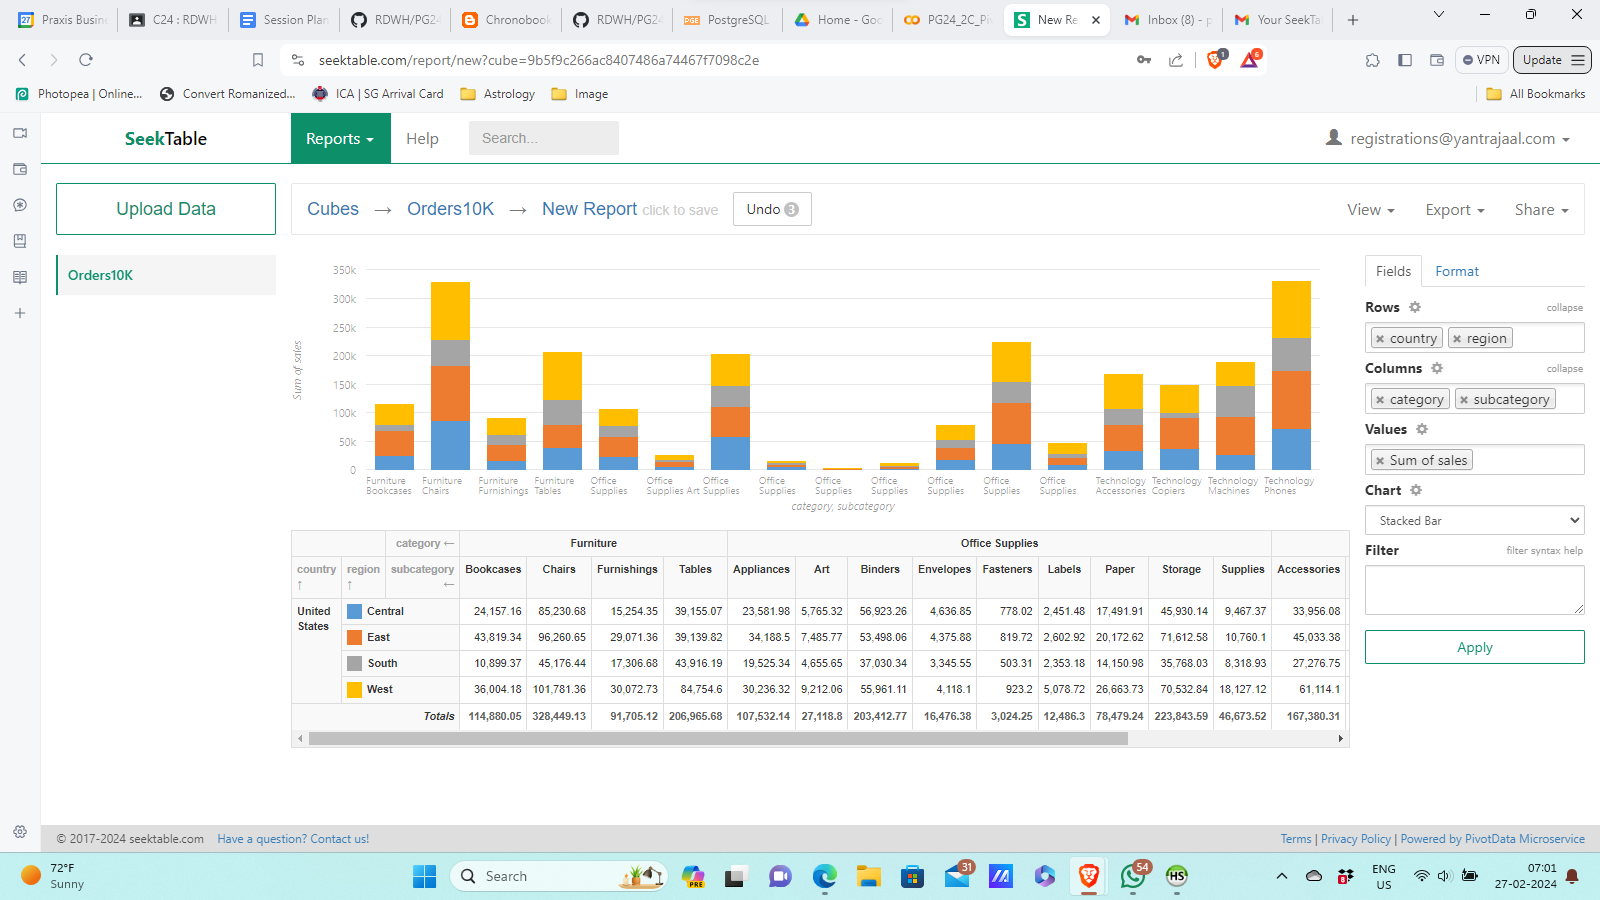 27 Praxis Busine
C24 : RDWH
Session Plan
RDWH/PG24
Chronobook
RDWH/PG24
PGE PostgreSQL
Home - Goo
PG24_2C_Piv
S New Re
Inbox (8) - p
Your SeekTa
seektable.com/report/new?cube=9b5f9c266ac8407486a74467f7098c2e
1
6
VPN
Update
Photopea | Online...
Convert Romanized...
ICA | SG Arrival Card
Astrology
Image
All Bookmarks
SeekTable
Reports
Help
Search...
registrations@yantrajaal.com
Upload Data
Orders10K
Cubes → Orders10K → New Report click to save
Undo 3
View
Export
Share
350k
300k
250k
200k
150k
100k
50k
0
Sum of sales
Furniture Bookcases
Furniture Chairs
Furniture Furnishings
Furniture Tables
Office Supplies
Office Supplies Art
Office Supplies
Office Supplies
Office Supplies
Office Supplies
Office Supplies
Office Supplies
Office Supplies
Technology Accessories
Technology Copiers
Technology Machines
Technology Phones
category, subcategory
category ← Furniture Office Supplies
country ↑ region ↑ subcategory ← Bookcases Chairs Furnishings Tables Appliances Art Binders Envelopes Fasteners Labels Paper Storage Supplies Accessories
United States Central 24,157.16 85,230.68 15,254.35 39,155.07 23,581.98 5,765.32 56,923.26 4,636.85 778.02 2,451.48 17,491.91 45,930.14 9,467.37 33,956.08
East 43,819.34 96,260.65 29,071.36 39,139.82 34,188.5 7,485.77 53,498.06 4,375.88 819.72 2,602.92 20,172.62 71,612.58 10,760.1 45,033.38
South 10,899.37 45,176.44 17,306.68 43,916.19 19,525.34 4,655.65 37,030.34 3,345.55 503.31 2,353.18 14,150.98 35,768.03 8,318.93 27,276.75
West 36,004.18 101,781.36 30,072.73 84,754.6 30,236.32 9,212.06 55,961.11 4,118.1 923.2 5,078.72 26,663.73 70,532.84 18,127.12 61,114.1
Totals 114,880.05 328,449.13 91,705.12 206,965.68 107,532.14 27,118.8 203,412.77 16,476.38 3,024.25 12,486.3 78,479.24 223,843.59 46,673.52 167,380.31
Fields
Format
Rows collapse
× country × region
Columns collapse
× category × subcategory
Values
× Sum of sales
Chart
Stacked Bar
Filter filter syntax help
Apply
© 2017-2024 seektable.com Have a question? Contact us!
Terms | Privacy Policy | Powered by PivotData Microservice
72°F
Sunny
Search
PRE
31
54
HS
ENG
US
07:01
27-02-2024